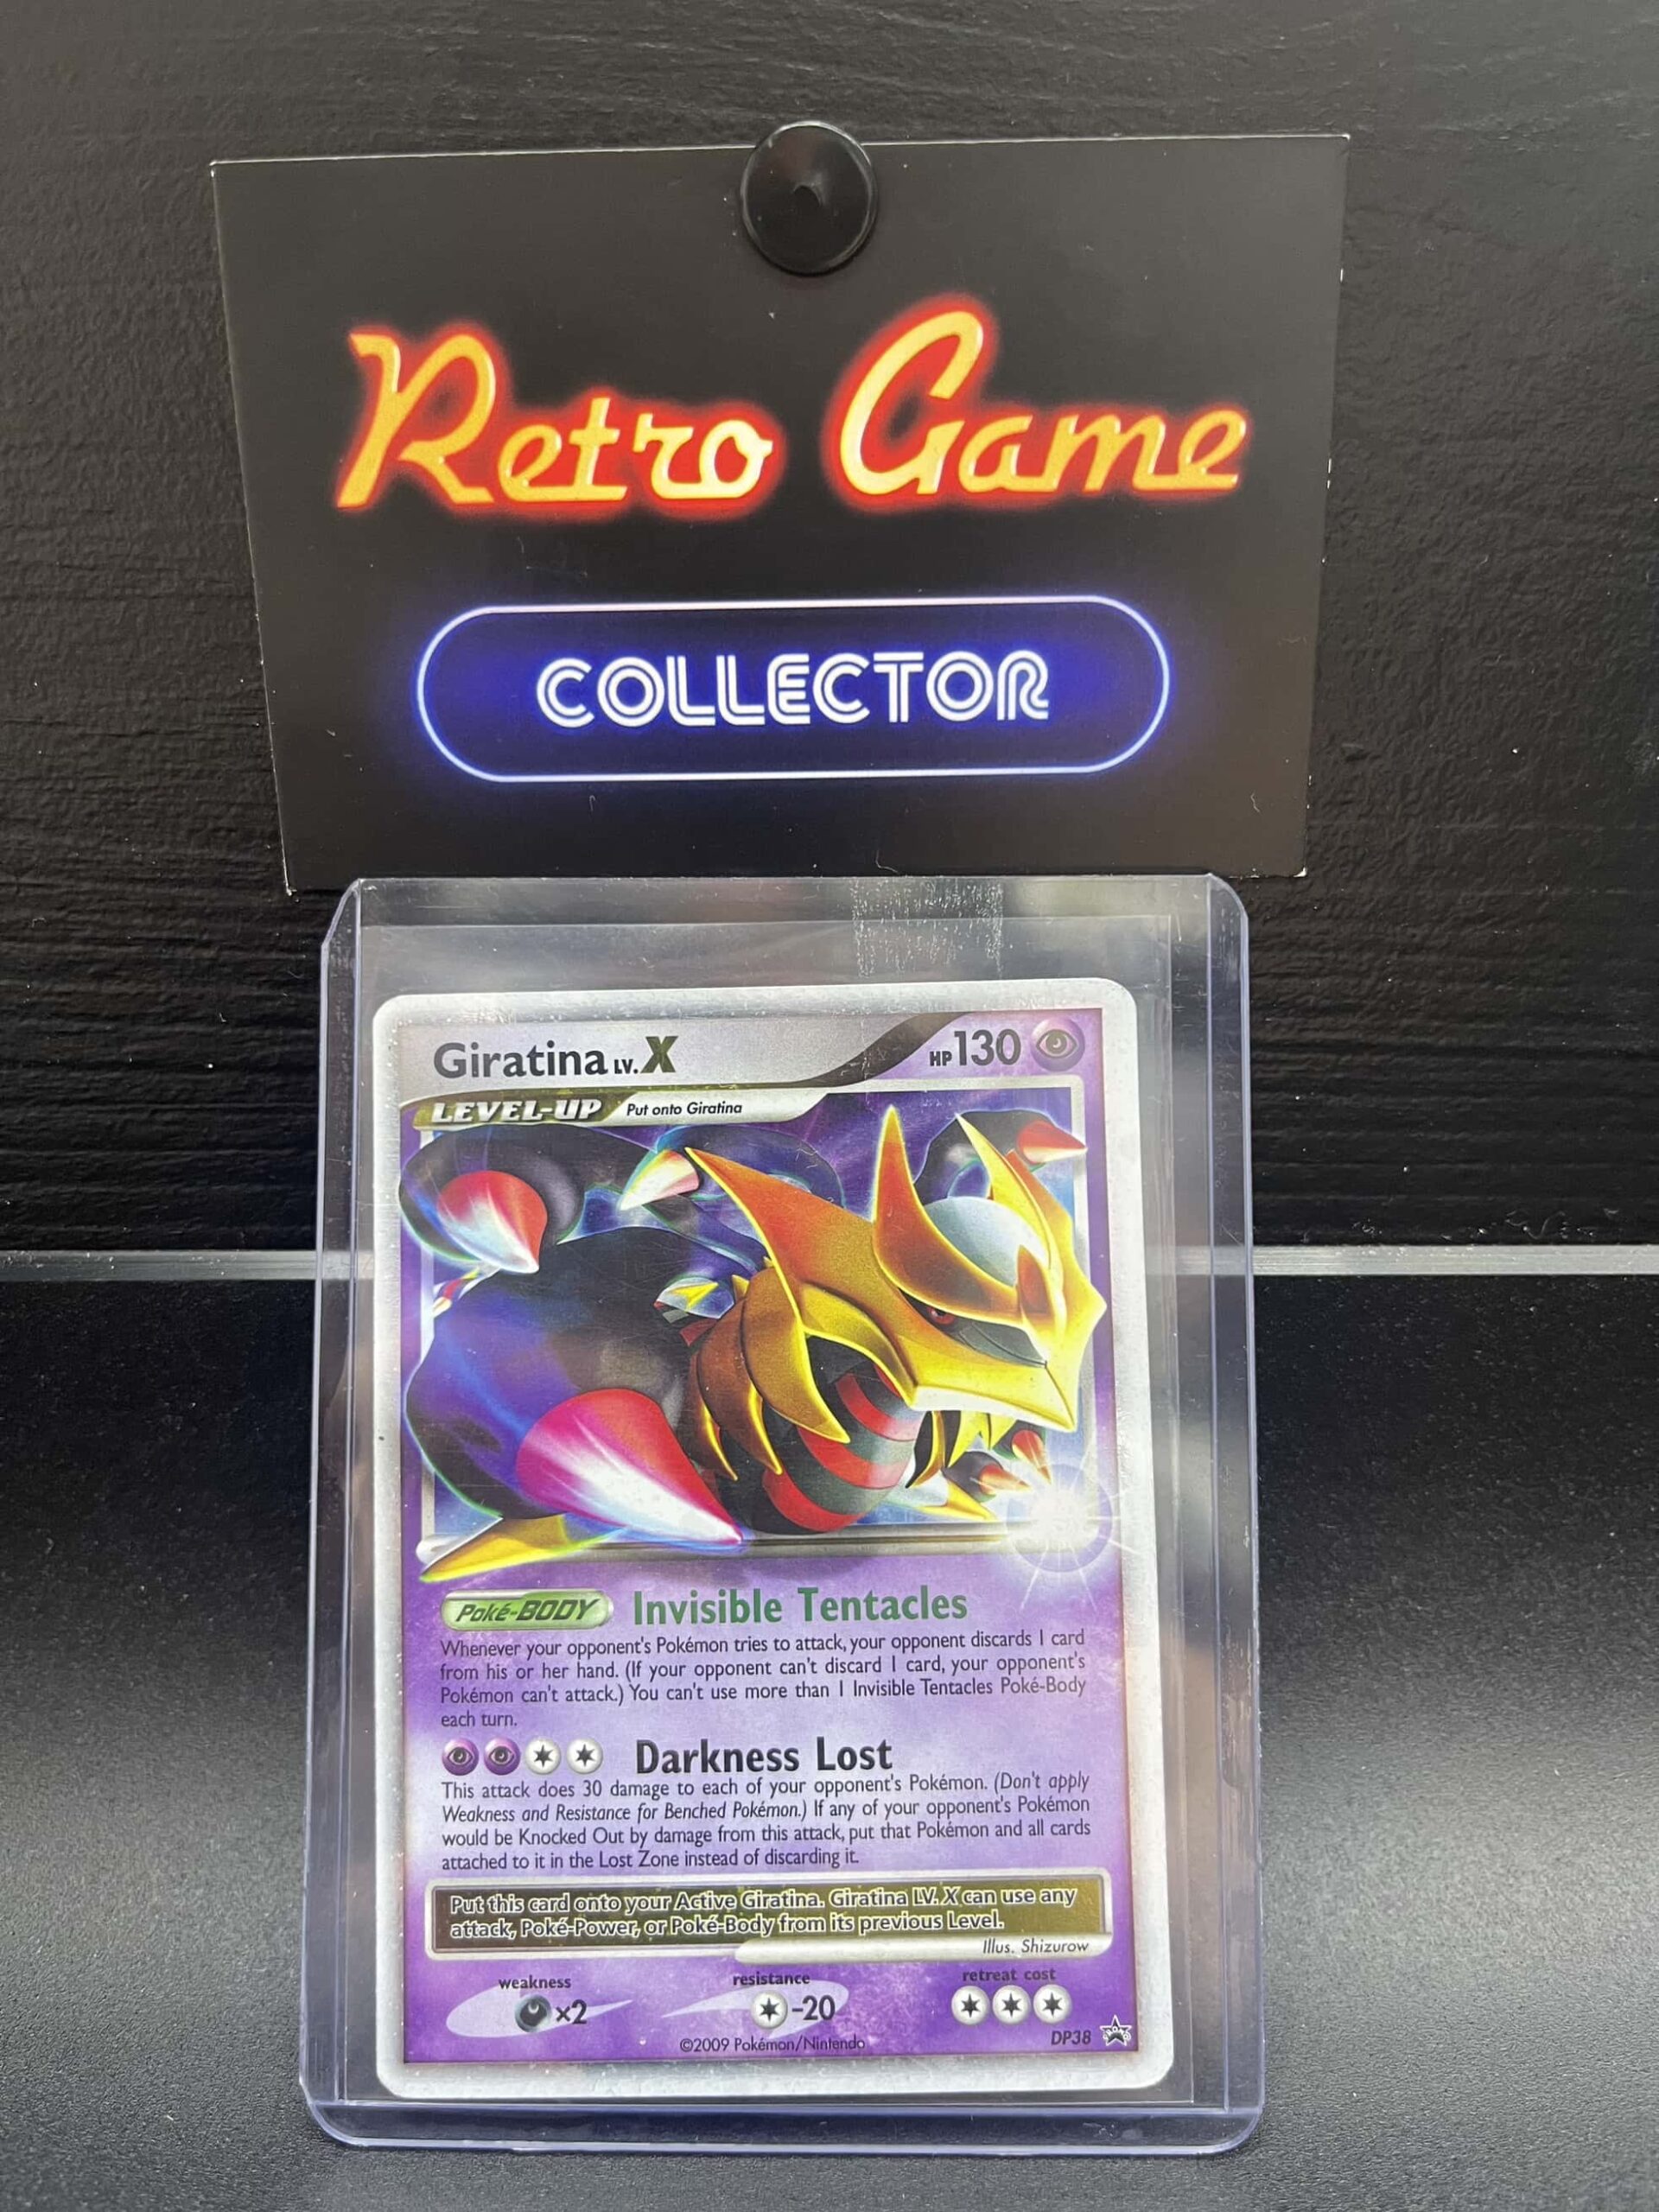 Retro Game
COLLECTOR
Giratina LV.X HP 130
LEVEL-UP Put onto Giratina
Poké-BODY Invisible Tentacles
Whenever your opponent's Pokémon tries to attack, your opponent discards 1 card
from his or her hand. (If your opponent can't discard 1 card, your opponent's
Pokémon can't attack.) You can't use more than 1 Invisible Tentacles Poké-Body
each turn.
Darkness Lost
This attack does 30 damage to each of your opponent's Pokémon. (Don't apply
Weakness and Resistance for Benched Pokémon.) If any of your opponent's Pokémon
would be Knocked Out by damage from this attack, put that Pokémon and all cards
attached to it in the Lost Zone instead of discarding it.
Put this card onto your Active Giratina. Giratina LV.X can use any
attack, Poké-Power, or Poké-Body from its previous Level.
Illus. Shizurow
weakness resistance retreat cost
×2 -20
©2009 Pokémon/Nintendo DP38